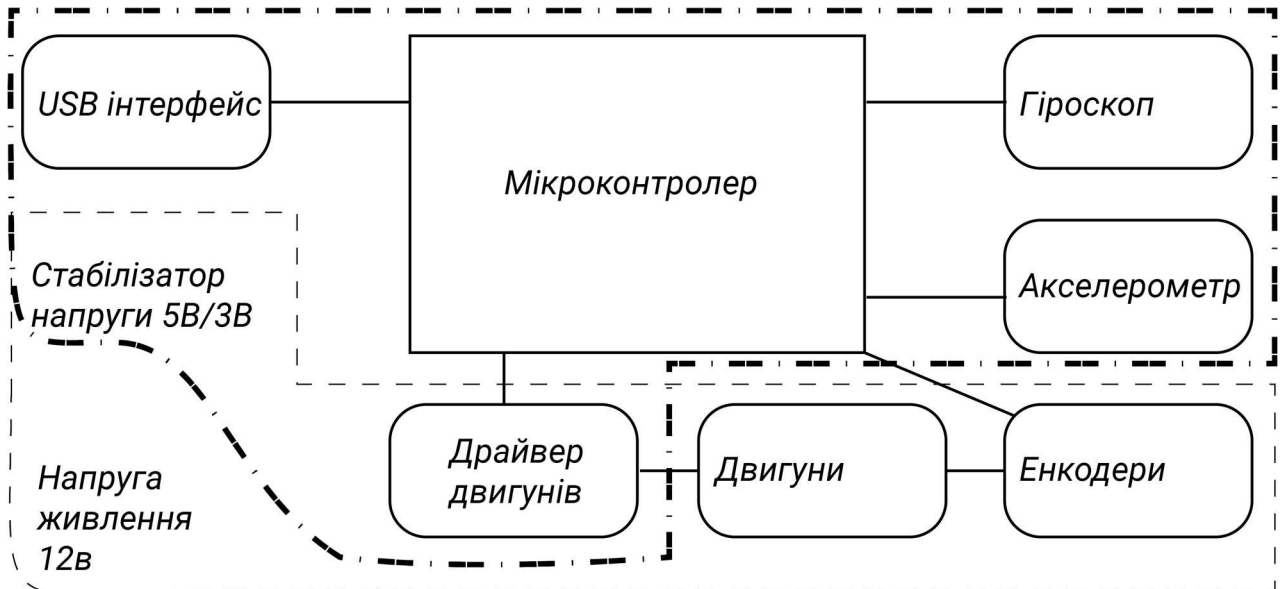 USB інтерфейс
Мікроконтролер
Гіроскоп
Акселерометр
Стабілізатор
напруги 5В/3В
Драйвер
двигунів
Двигуни
Енкодери
Напруга
живлення
12в